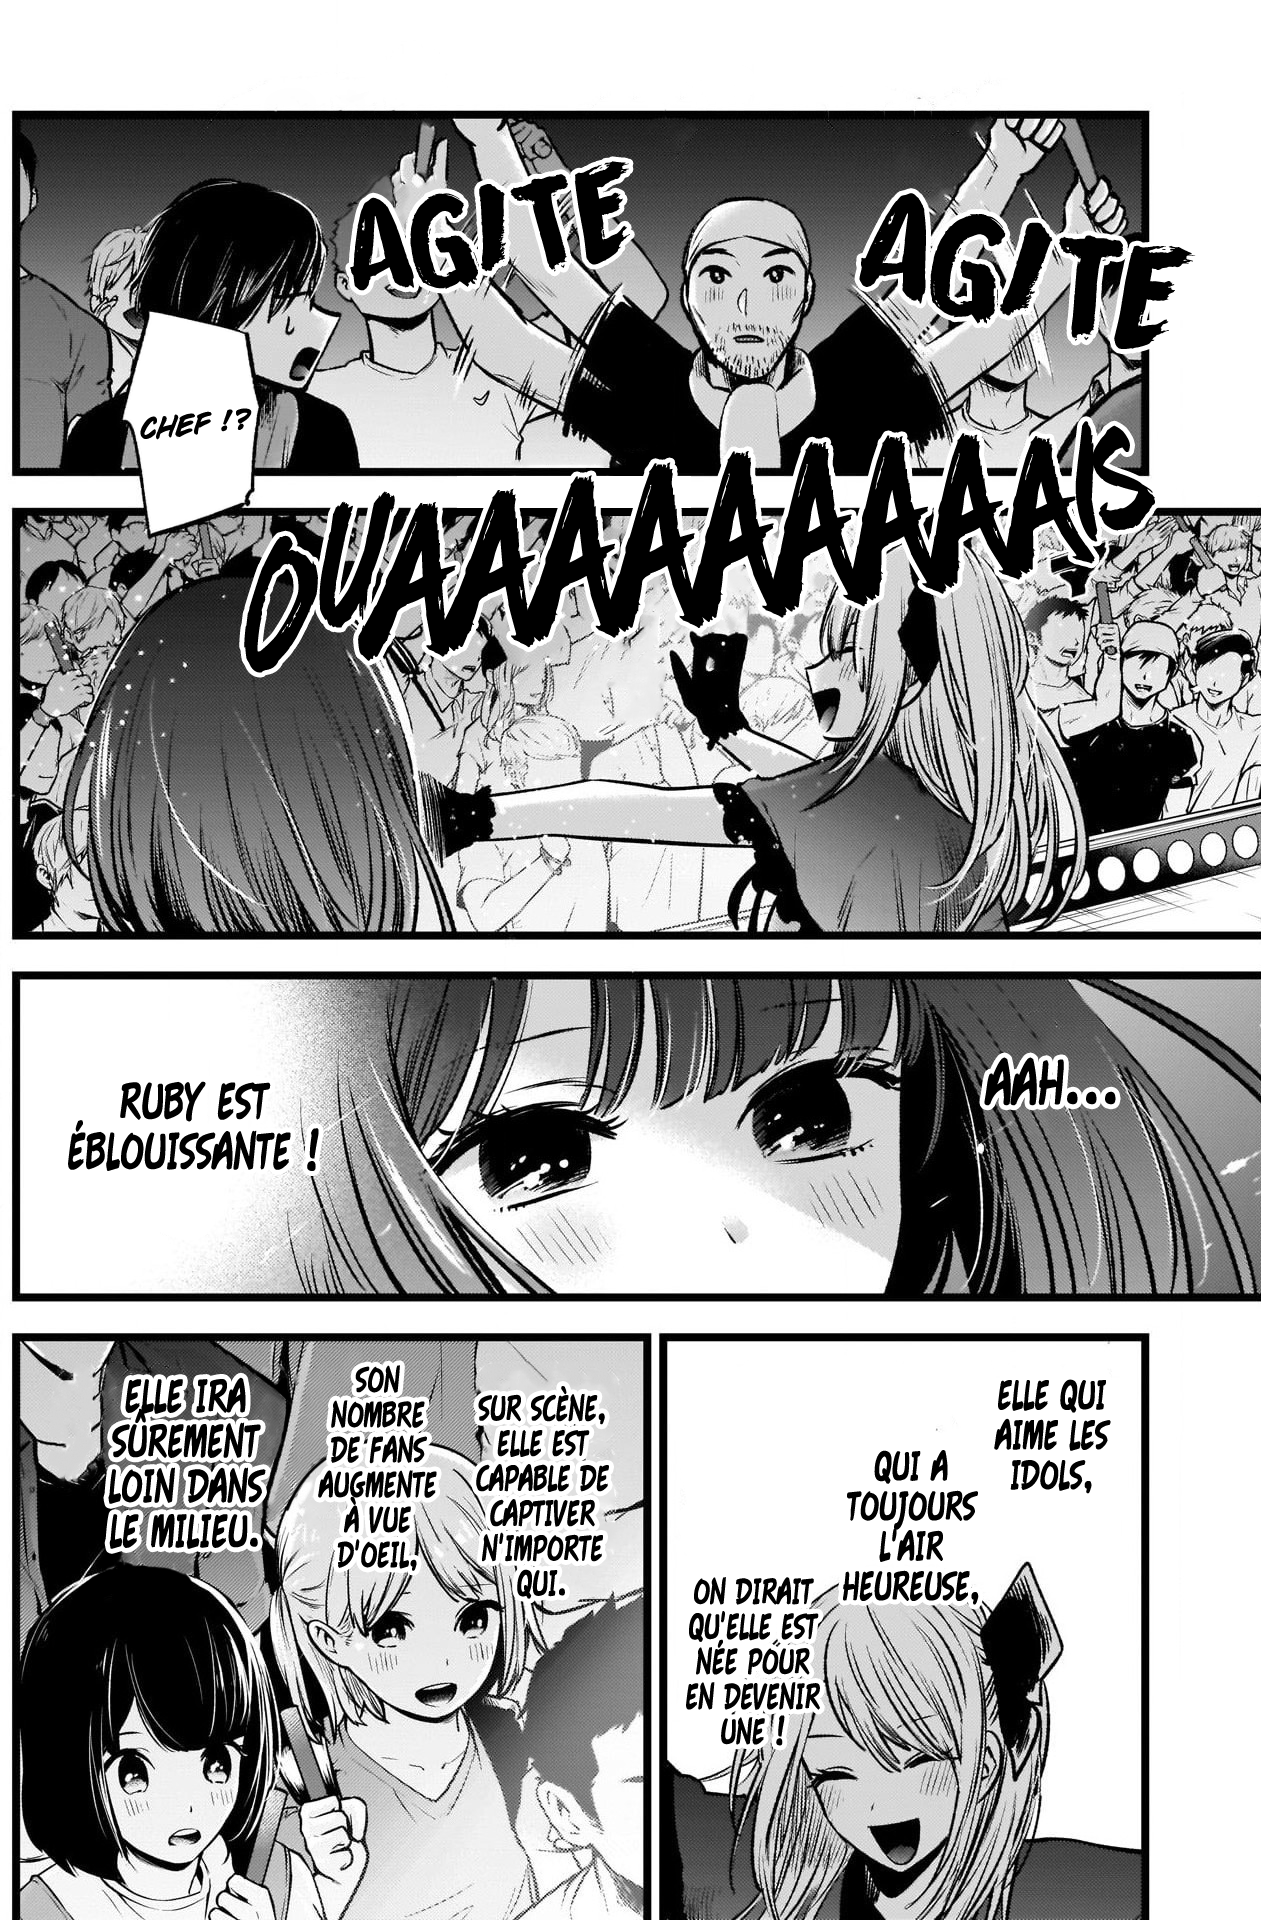 AGITE
AGITE
CHEF !?
OUAAAAAAAAAAIS
AAH...
RUBY EST
ÉBLOUISSANTE !
ELLE QUI
AIME LES
IDOLS,
QUI A
TOUJOURS
L'AIR
HEUREUSE,
ON DIRAIT
QU'ELLE EST
NÉE POUR
EN DEVENIR
UNE !
SUR SCÈNE,
ELLE EST
CAPABLE DE
CAPTIVER
N'IMPORTE
QUI.
SON
NOMBRE
DE FANS
AUGMENTE
À VUE
D'OEIL,
ELLE IRA
SÛREMENT
LOIN DANS
LE MILIEU.